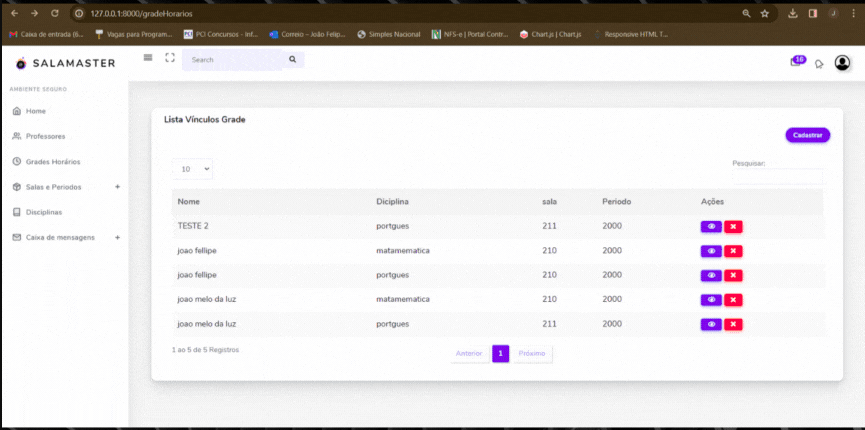 127.0.0.1:8000/gradeHorarios
Caixa de entrada (6...
Vagas para Program...
PCI Concursos - Inf...
Correio – João Felip...
Simples Nacional
NFS-e | Portal Contr...
Chart.js | Chart.js
Responsive HTML T...
SALAMASTER
Search
16
AMBIENTE SEGURO
Home
Professores
Grades Horários
Salas e Periodos +
Disciplinas
Caixa de mensagens +
Lista Vínculos Grade
Cadastrar
10
Pesquisar:
Nome Diciplina sala Periodo Ações
TESTE 2 portgues 211 2000
joao fellipe matamematica 210 2000
joao fellipe portgues 210 2000
joao melo da luz matamematica 210 2000
joao melo da luz portgues 211 2000
1 ao 5 de 5 Registros
Anterior 1 Próximo